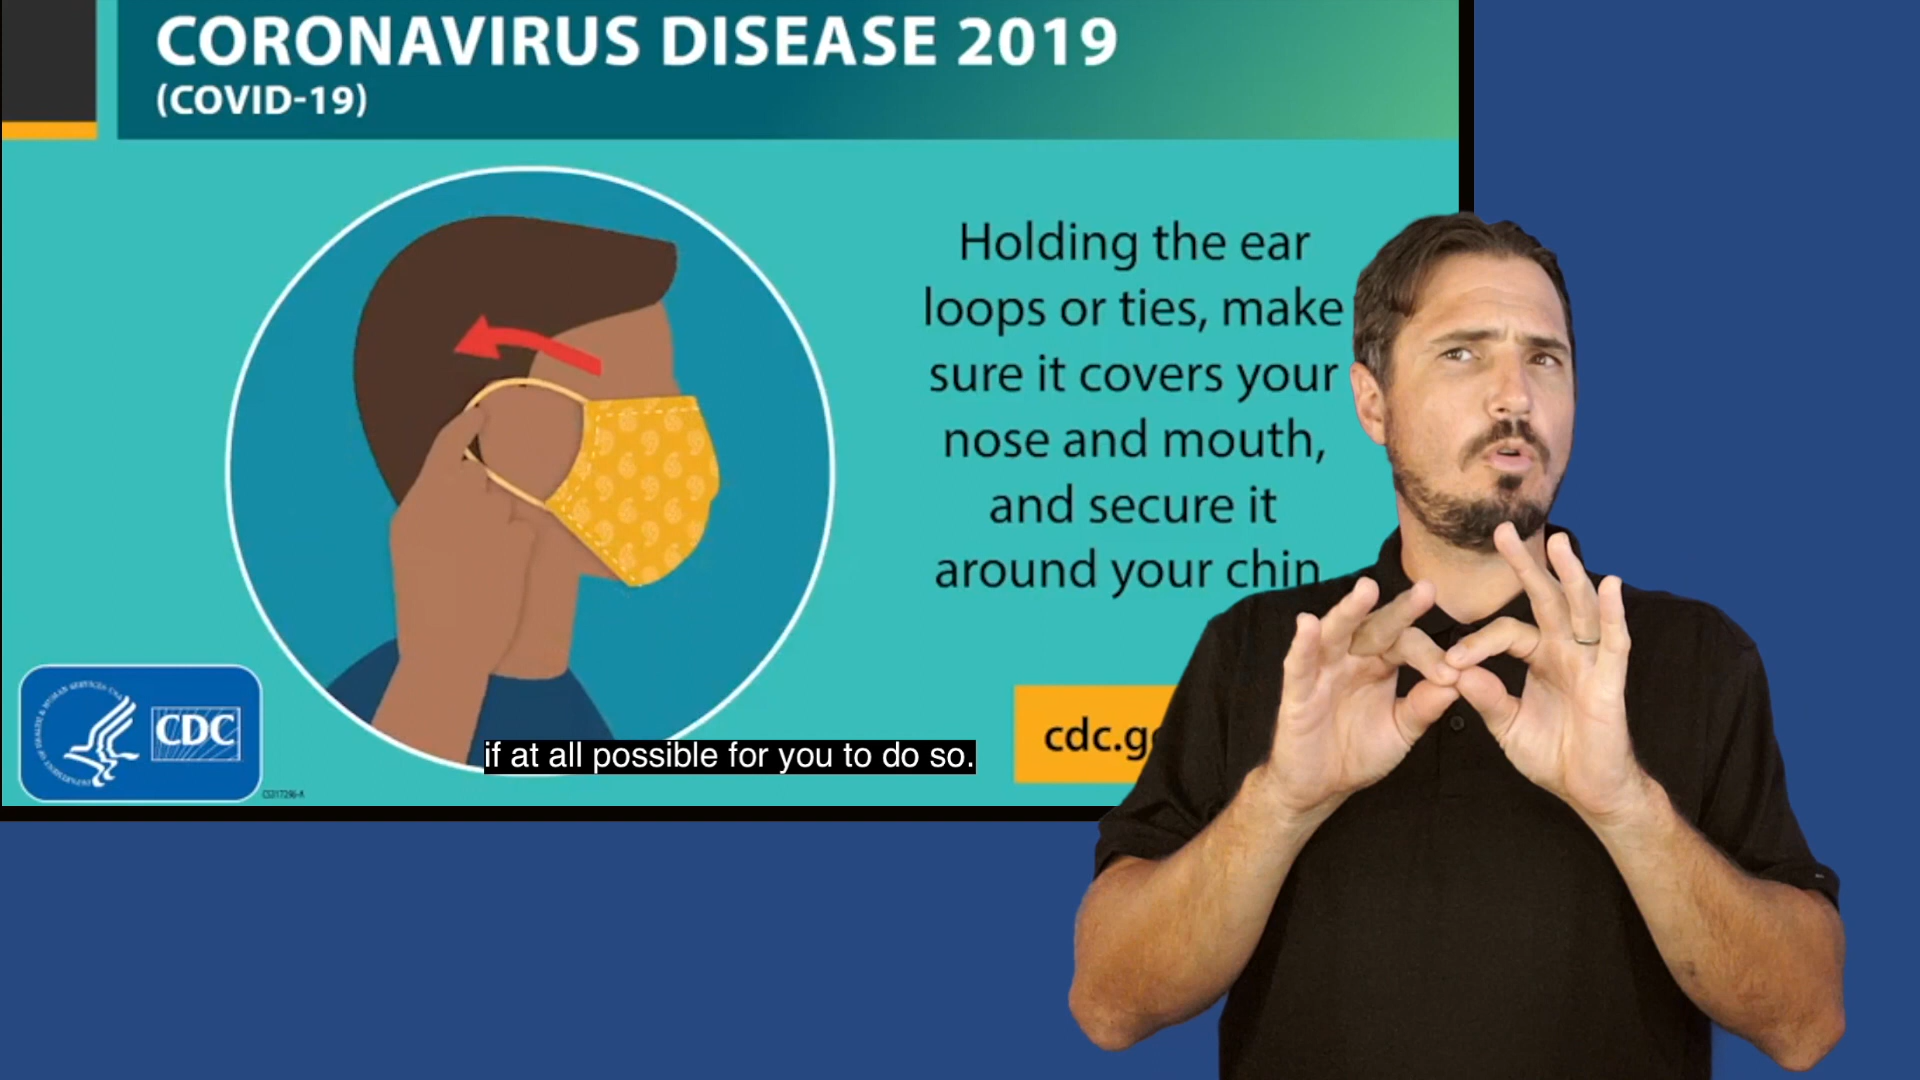 CORONAVIRUS DISEASE 2019
(COVID-19)
Holding the ear
loops or ties, make
sure it covers your
nose and mouth,
and secure it
around your chin
cdc.g
CDC
if at all possible for you to do so.